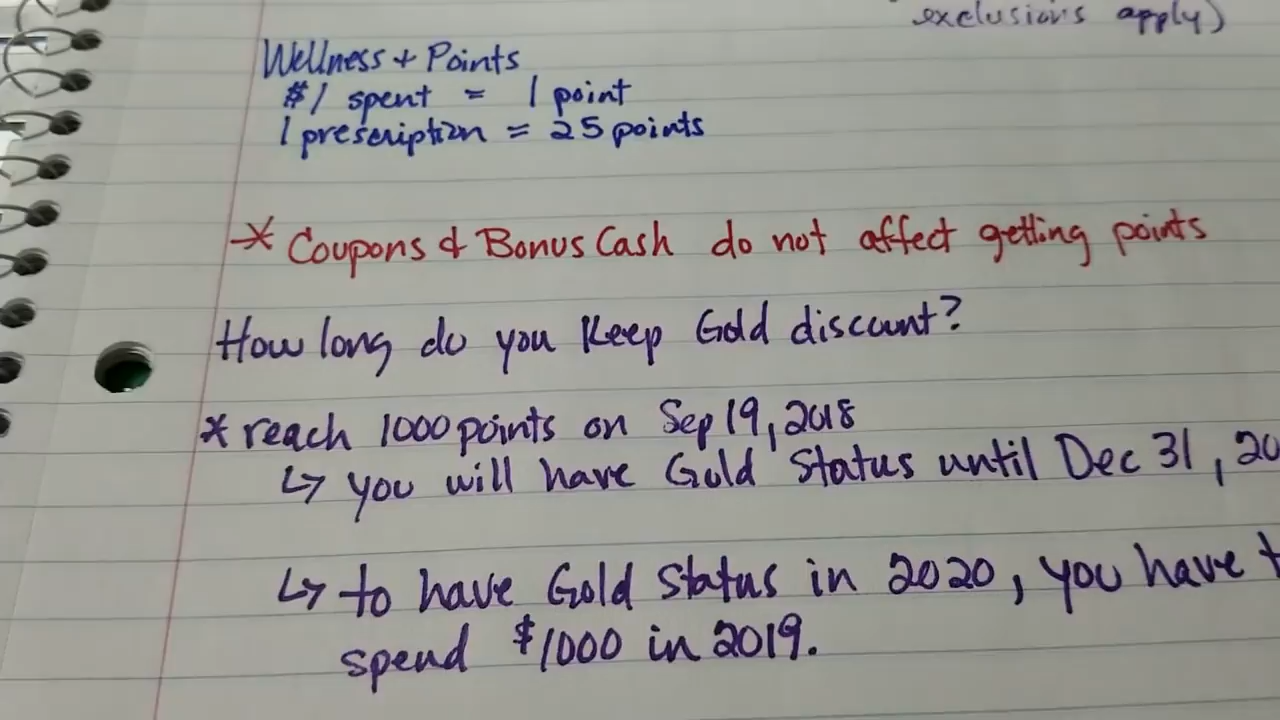 exclusions apply)
Wellness + Points
$1 spent = 1 point
1 prescription = 25 points
* Coupons & Bonus Cash do not affect getting points
How long do you keep Gold discount?
* reach 1000 points on Sep 19, 2018
↳ you will have Gold Status until Dec 31, 20
↳ to have Gold Status in 2020, you have t
spend $1000 in 2019.